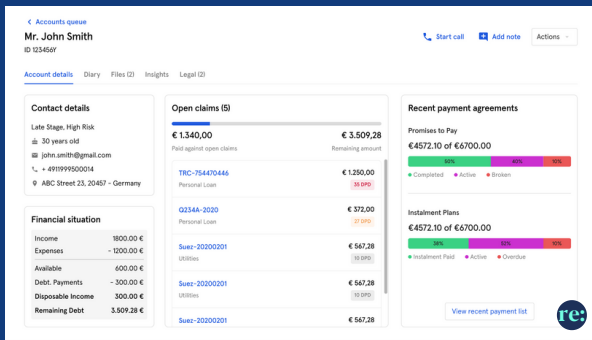 Accounts queue
Mr. John Smith
ID 123456Y
Start call
Add note
Actions
Account details
Diary
Files (2)
Insights
Legal (2)
Contact details
Late Stage, High Risk
30 years old
john.smith@gmail.com
+ 4911999500014
ABC Street 23, 20457 - Germany
Financial situation
Income 1800.00 €
Expenses - 1200.00 €
Available 600.00 €
Debt. Payments - 300.00 €
Disposable Income 300.00 €
Remaining Debt 3.509.28 €
Open claims (5)
€ 1.340,00 € 3.509,28
Paid against open claims Remaining amount
TRC-754470446 € 1.250,00
Personal Loan 35 DPD
Q234A-2020 € 372,00
Personal Loan 27 DPD
Suez-20200201 € 567,28
Utilities 10 DPD
Suez-20200201 € 567,28
Utilities 10 DPD
Suez-20200201 € 567,28
Recent payment agreements
Promises to Pay
€4572.10 of €6700.00
50% 40% 10%
Completed Active Broken
Instalment Plans
€4572.10 of €6700.00
38% 52% 10%
Instalment Paid Active Overdue
View recent payment list
re: